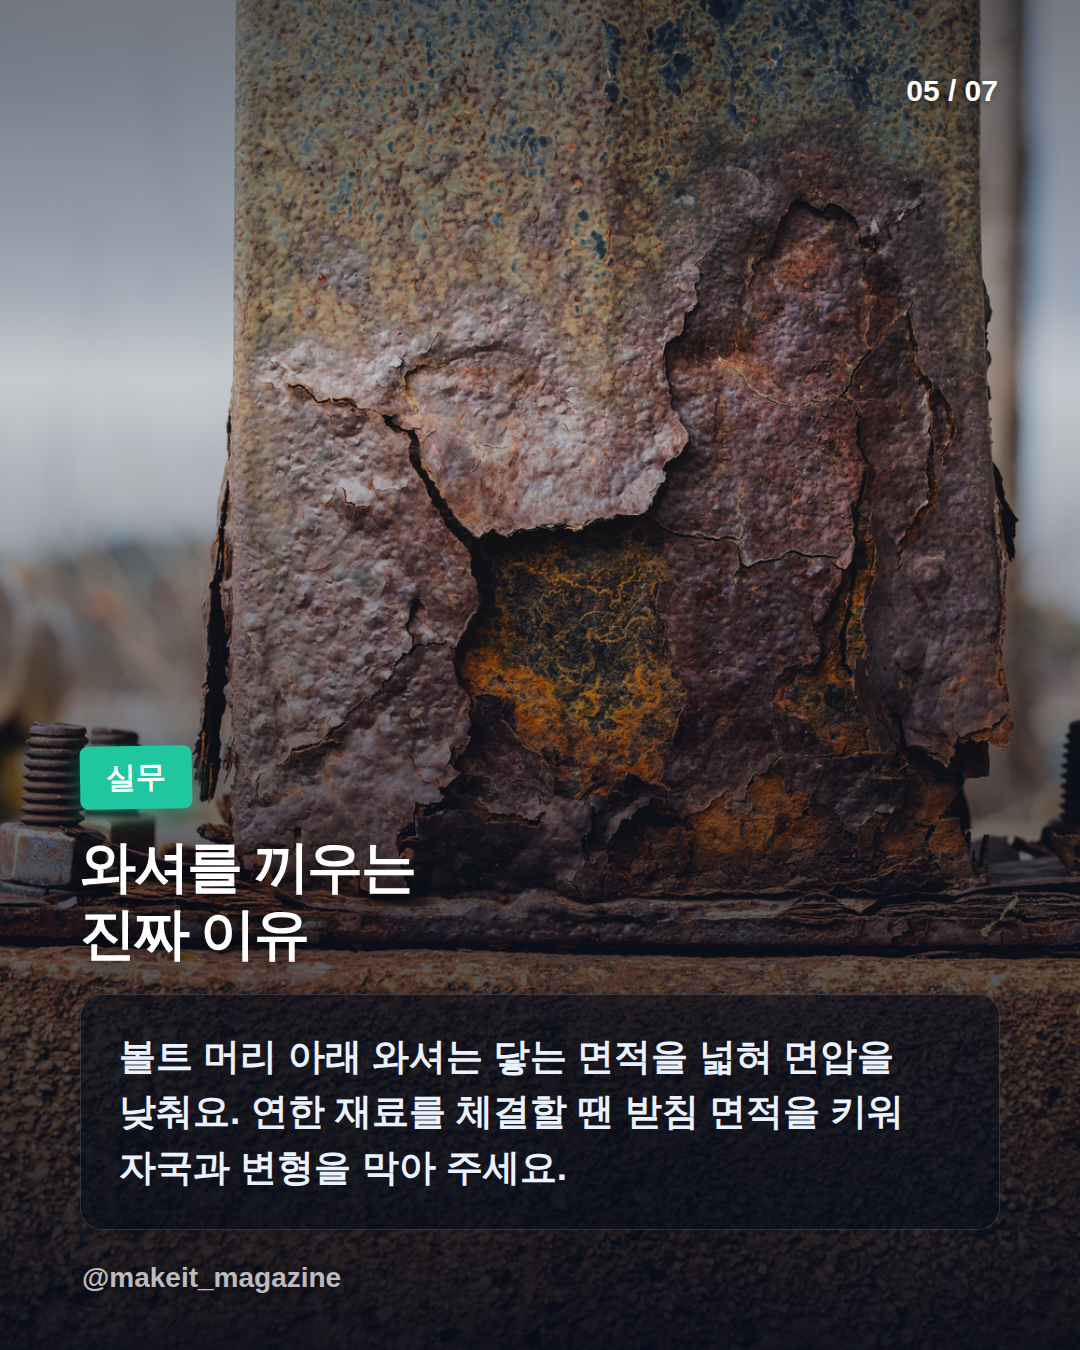 05 / 07
실무
와셔를 끼우는
진짜 이유
볼트 머리 아래 와셔는 닿는 면적을 넓혀 면압을
낮춰요. 연한 재료를 체결할 땐 받침 면적을 키워
자국과 변형을 막아 주세요.
@makeit_magazine